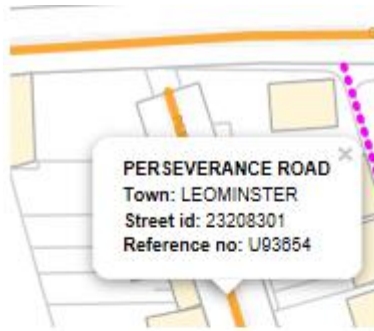 PERSEVERANCE ROAD
Town: LEOMINSTER
Street id: 23208301
Reference no: U93654